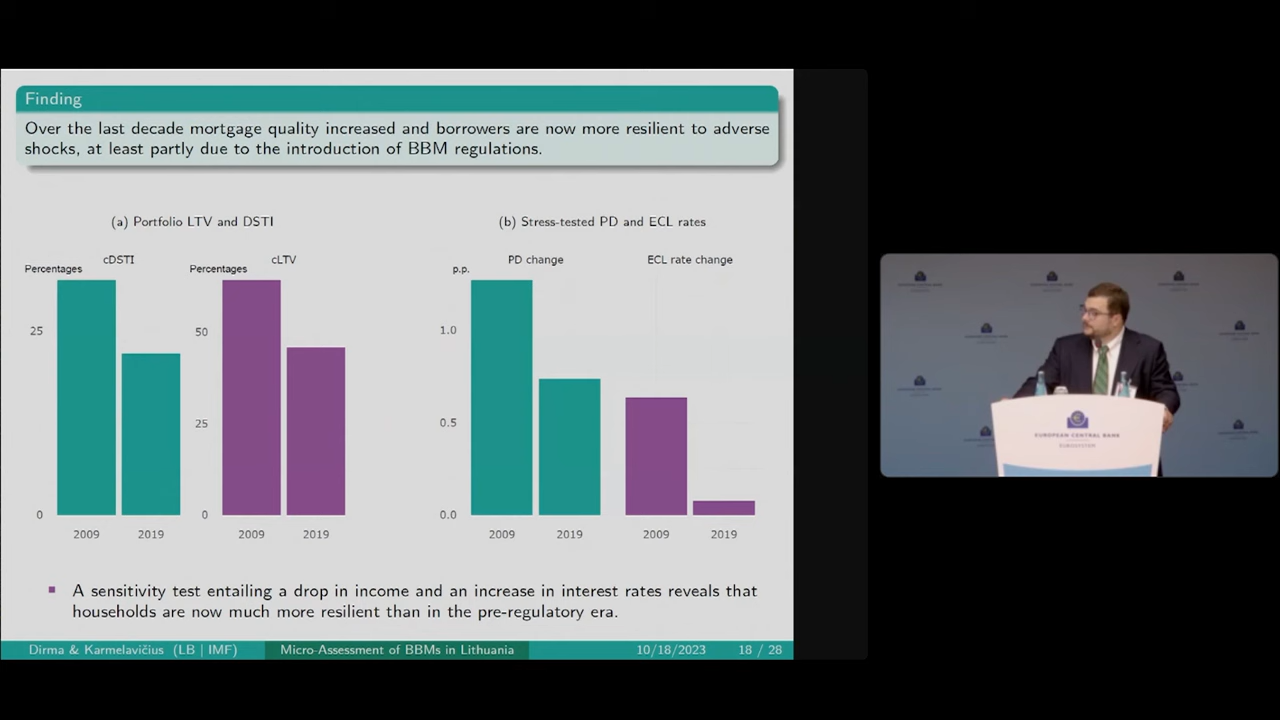 Finding
Over the last decade mortgage quality increased and borrowers are now more resilient to adverse
shocks, at least partly due to the introduction of BBM regulations.
(a) Portfolio LTV and DSTI
(b) Stress-tested PD and ECL rates
cDSTI
cLTV
PD change
ECL rate change
Percentages
Percentages
p.p.
25
0
50
25
0
1.0
0.5
0.0
2009
2019
2009
2019
2009
2019
2009
2019
A sensitivity test entailing a drop in income and an increase in interest rates reveals that
households are now much more resilient than in the pre-regulatory era.
Dirma & Karmelavičius (LB | IMF)
Micro-Assessment of BBMs in Lithuania
10/18/2023
18 / 28
EUROPEAN CENTRAL BANK
EUROSYSTEM